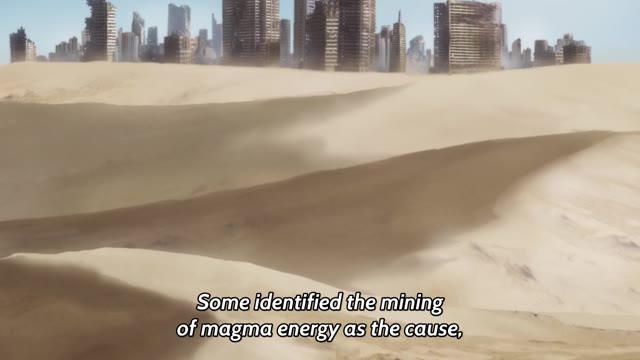 Some identified the mining
of magma energy as the cause,